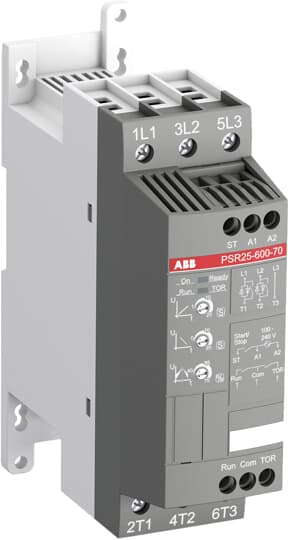 1L1 3L2 5L3
ST A1 A2
ABB PSR25-600-70
On Ready
Run TOR
L1 L2 L3
T1 T2 T3
U
S
Start/
Stop
100 -
240 V
ST A1 A2
U
S
Run Com TOR
U
Run Com TOR
2T1 4T2 6T3